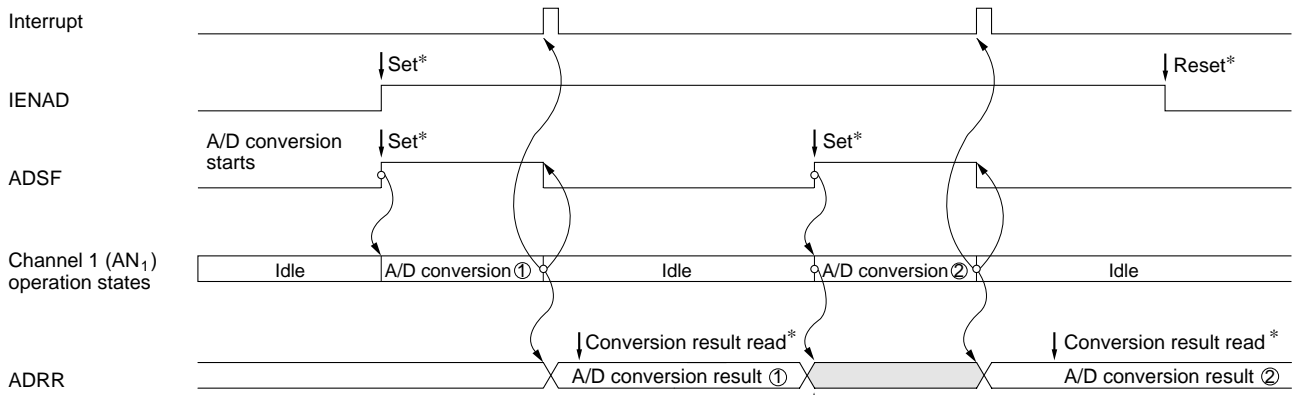 Interrupt
Set*
Reset*
IENAD
A/D conversion
starts
Set*
Set*
ADSF
Channel 1 (AN₁)
operation states
Idle
A/D conversion ①
Idle
A/D conversion ②
Idle
Conversion result read*
Conversion result read *
ADRR
A/D conversion result ①
A/D conversion result ②